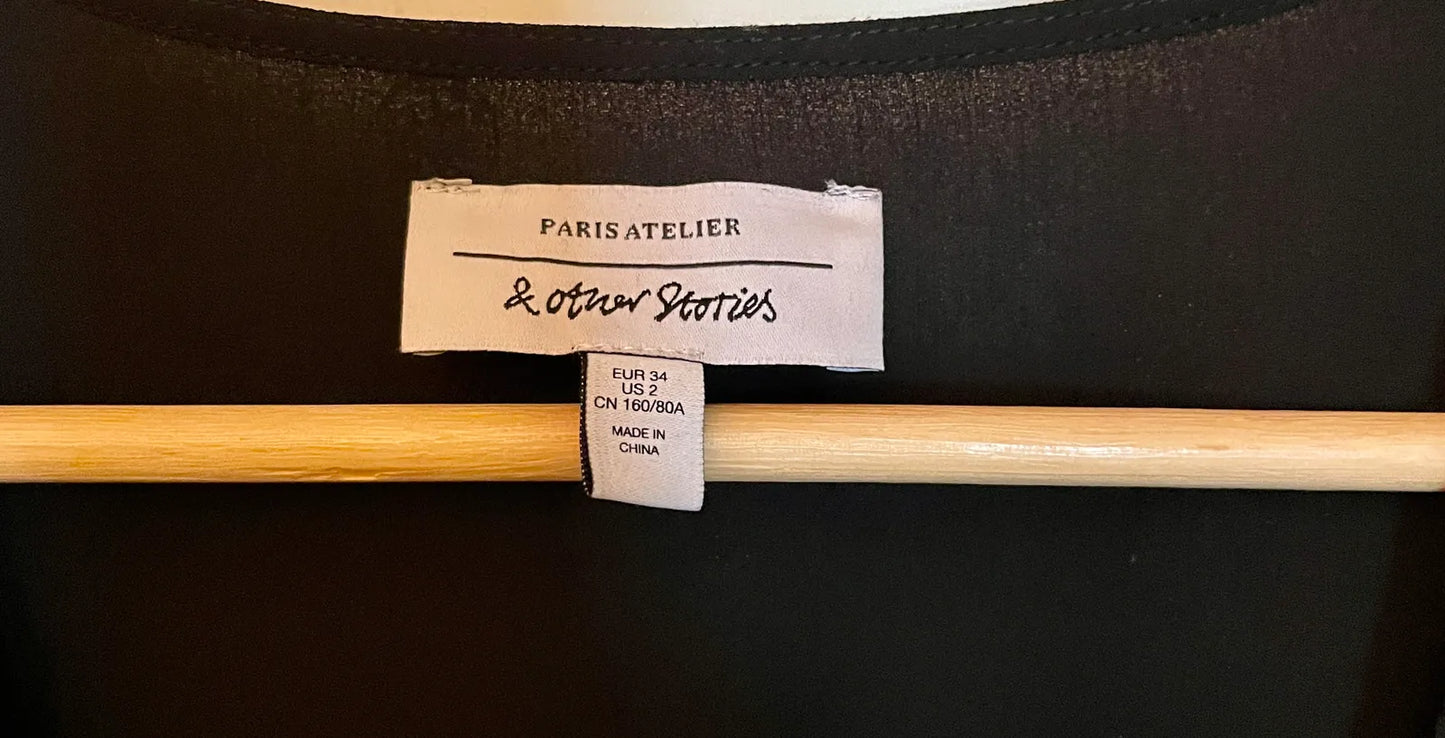 PARIS ATELIER
& other Stories
EUR 34
US 2
CN 160/80A
MADE IN
CHINA